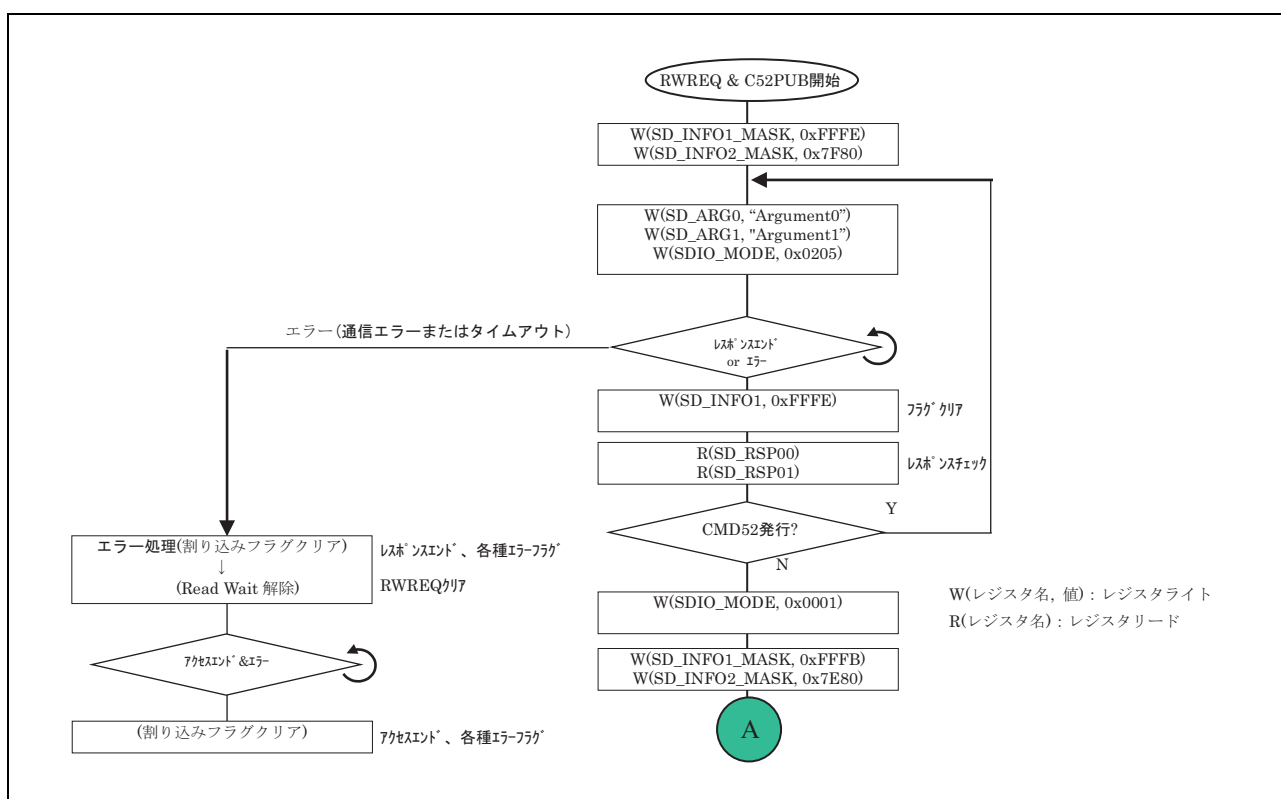 RWREQ & C52PUB開始
W(SD_INFO1_MASK, 0xFFFE)
W(SD_INFO2_MASK, 0x7F80)
W(SD_ARG0, “Argument0”)
W(SD_ARG1, "Argument1”)
W(SDIO_MODE, 0x0205)
エラー(通信エラーまたはタイムアウト)
ﾚｽﾎﾟﾝｽｴﾝﾄﾞ
or ｴﾗｰ
W(SD_INFO1, 0xFFFE)
ﾌﾗｸﾞｸﾘｱ
R(SD_RSP00)
R(SD_RSP01)
ﾚｽﾎﾟﾝｽﾁｪｯｸ
Y
CMD52発行?
N
エラー処理(割り込みフラグクリア)
↓
(Read Wait 解除)
ﾚｽﾎﾟﾝｽｴﾝﾄﾞ、各種ｴﾗｰﾌﾗｸﾞ
RWREQｸﾘｱ
W(SDIO_MODE, 0x0001)
W(レジスタ名, 値) : レジスタライト
R(レジスタ名) : レジスタリード
ｱｸｾｽｴﾝﾄﾞ&ｴﾗｰ
W(SD_INFO1_MASK, 0xFFFB)
W(SD_INFO2_MASK, 0x7E80)
(割り込みフラグクリア)
ｱｸｾｽｴﾝﾄﾞ、各種ｴﾗｰﾌﾗｸﾞ
A